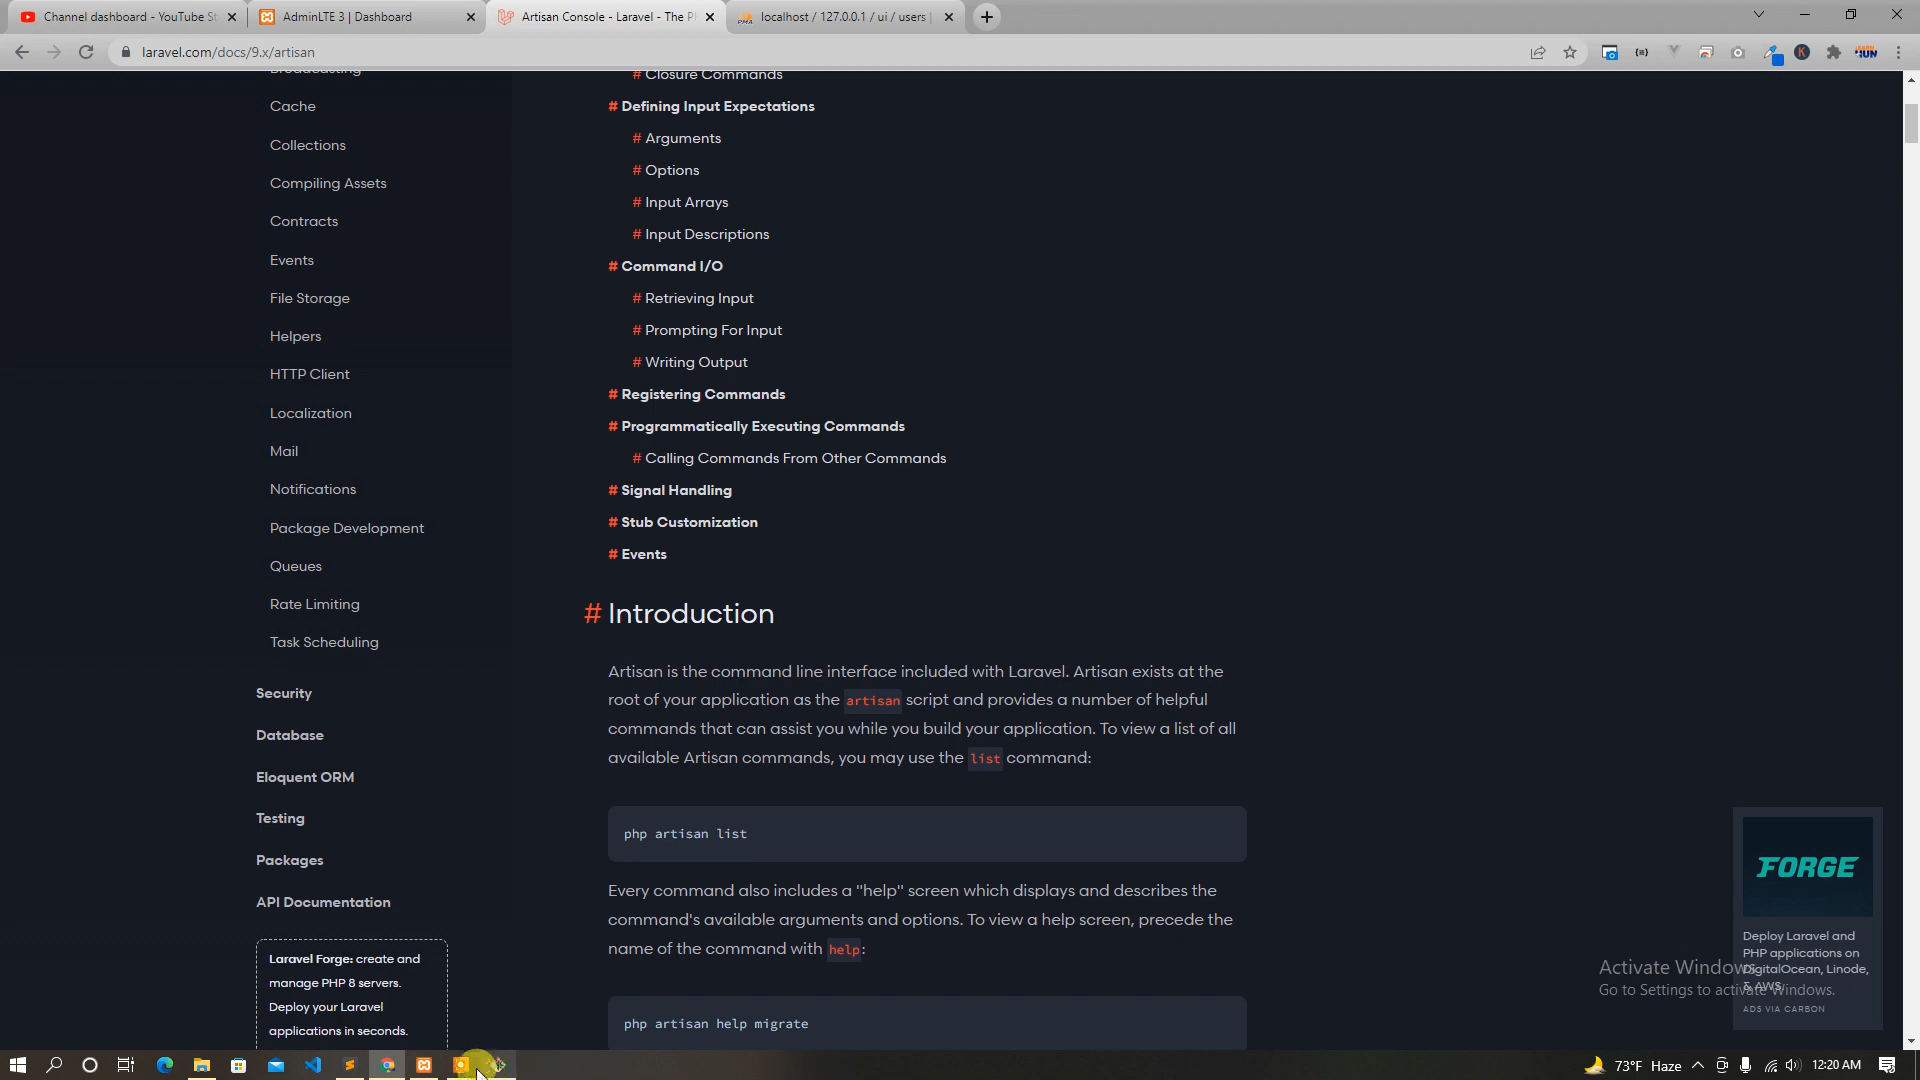 Channel dashboard - YouTube St
AdminLTE 3 | Dashboard
Artisan Console - Laravel - The P
localhost / 127.0.0.1 / ui / users |
laravel.com/docs/9.x/artisan
Broadcasting
Cache
Collections
Compiling Assets
Contracts
Events
File Storage
Helpers
HTTP Client
Localization
Mail
Notifications
Package Development
Queues
Rate Limiting
Task Scheduling
Security
Database
Eloquent ORM
Testing
Packages
API Documentation
Laravel Forge: create and
manage PHP 8 servers.
Deploy your Laravel
applications in seconds.
# Closure Commands
# Defining Input Expectations
# Arguments
# Options
# Input Arrays
# Input Descriptions
# Command I/O
# Retrieving Input
# Prompting For Input
# Writing Output
# Registering Commands
# Programmatically Executing Commands
# Calling Commands From Other Commands
# Signal Handling
# Stub Customization
# Events
# Introduction
Artisan is the command line interface included with Laravel. Artisan exists at the
root of your application as the artisan script and provides a number of helpful
commands that can assist you while you build your application. To view a list of all
available Artisan commands, you may use the list command:
php artisan list
Every command also includes a "help" screen which displays and describes the
command's available arguments and options. To view a help screen, precede the
name of the command with help:
php artisan help migrate
FORGE
Deploy Laravel and
PHP applications on
DigitalOcean, Linode,
& AWS.
ADS VIA CARBON
Activate Windows
Go to Settings to activate Windows.
73°F Haze
12:20 AM